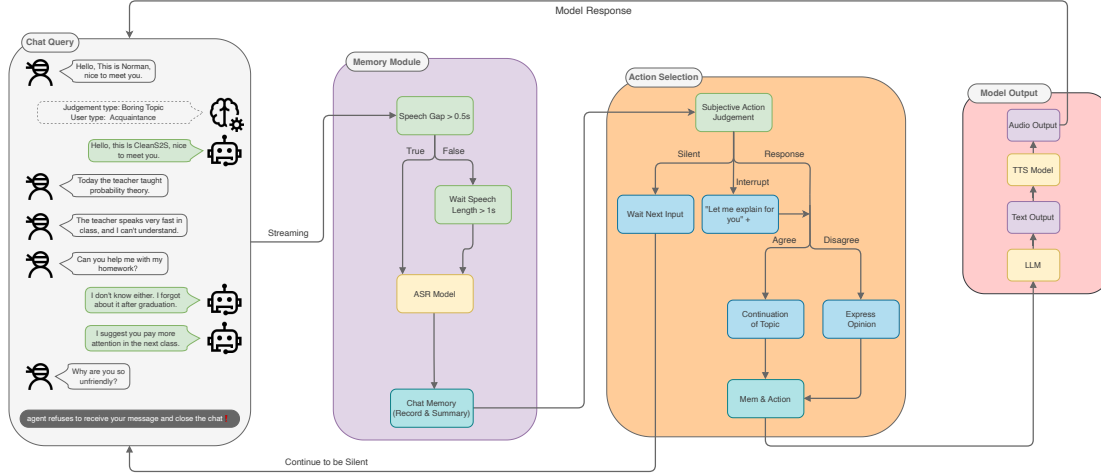 Model Response
Chat Query
Hello, This is Norman,
nice to meet you.
Judgement type: Boring Topic
User type: Acquaintance
Hello, this Is CleanS2S, nice
to meet you.
Today the teacher taught
probability theory.
The teacher speaks very fast in
class, and I can't understand.
Can you help me with my
homework?
I don't know either. I forgot
about it after graduation.
I suggest you pay more
attention in the next class.
Why are you so
unfriendly?
agent refuses to receive your message and close the chat !
Streaming
Memory Module
Speech Gap > 0.5s
True
False
Wait Speech
Length > 1s
ASR Model
Chat Memory
(Record & Summary)
Continue to be Silent
Action Selection
Subjective Action
Judgement
Silent
Response
Interrupt
Wait Next Input
"Let me explain for
you" +
Agree
Disagree
Continuation
of Topic
Express
Opinion
Mem & Action
Model Output
Audio Output
TTS Model
Text Output
LLM